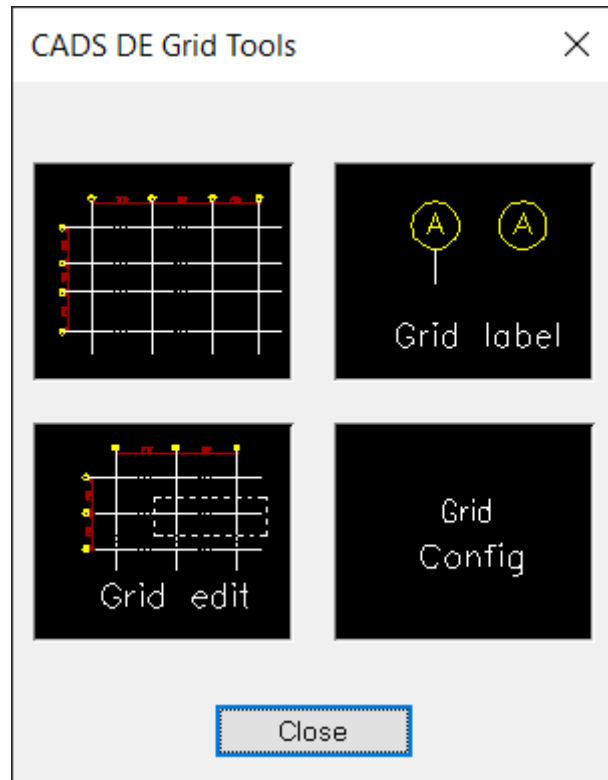 CADS DE Grid Tools
A A
Grid label
Grid edit
Grid
Config
Close